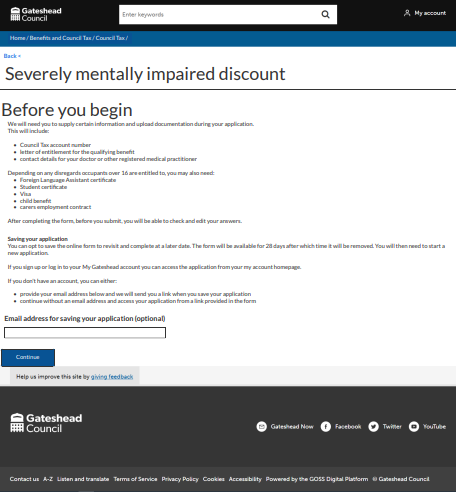 Gateshead
Council
Enter keywords
My account
Home / Benefits and Council Tax / Council Tax /
Back
Severely mentally impaired discount
Before you begin
We will need you to supply certain information and upload documentation during your application.
This will include:
Council Tax account number
letter of entitlement for the qualifying benefit
contact details for your doctor or other registered medical practitioner
Depending on any disregards occupants over 16 are entitled to, you may also need:
Foreign Language Assistant certificate
Student certificate
Visa
child benefit
carers employment contract
After completing the form, before you submit, you will be able to check and edit your answers.
Saving your application
You can opt to save the online form to revisit and complete at a later date. The form will be available for 28 days after which time it will be removed. You will then need to start a
new application.
If you sign up or log in to your My Gateshead account you can access the application from your my account homepage.
If you don't have an account, you can either:
provide your email address below and we will send you a link when you save your application
continue without an email address and access your application from a link provided in the form
Email address for saving your application (optional)
Continue
Help us improve this site by giving feedback
Gateshead
Council
Gateshead Now Facebook Twitter YouTube
Contact us A-Z Listen and translate Terms of Service Privacy Policy Cookies Accessibility Powered by the GOSS Digital Platform © Gateshead Council